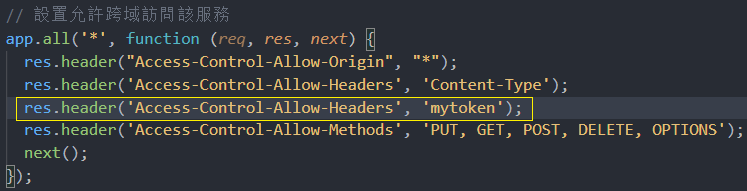 // 設置允許跨域訪問該服務
app.all('*', function (req, res, next) {
  res.header("Access-Control-Allow-Origin", "*");
  res.header('Access-Control-Allow-Headers', 'Content-Type');
  res.header('Access-Control-Allow-Headers', 'mytoken');
  res.header('Access-Control-Allow-Methods', 'PUT, GET, POST, DELETE, OPTIONS');
  next();
});